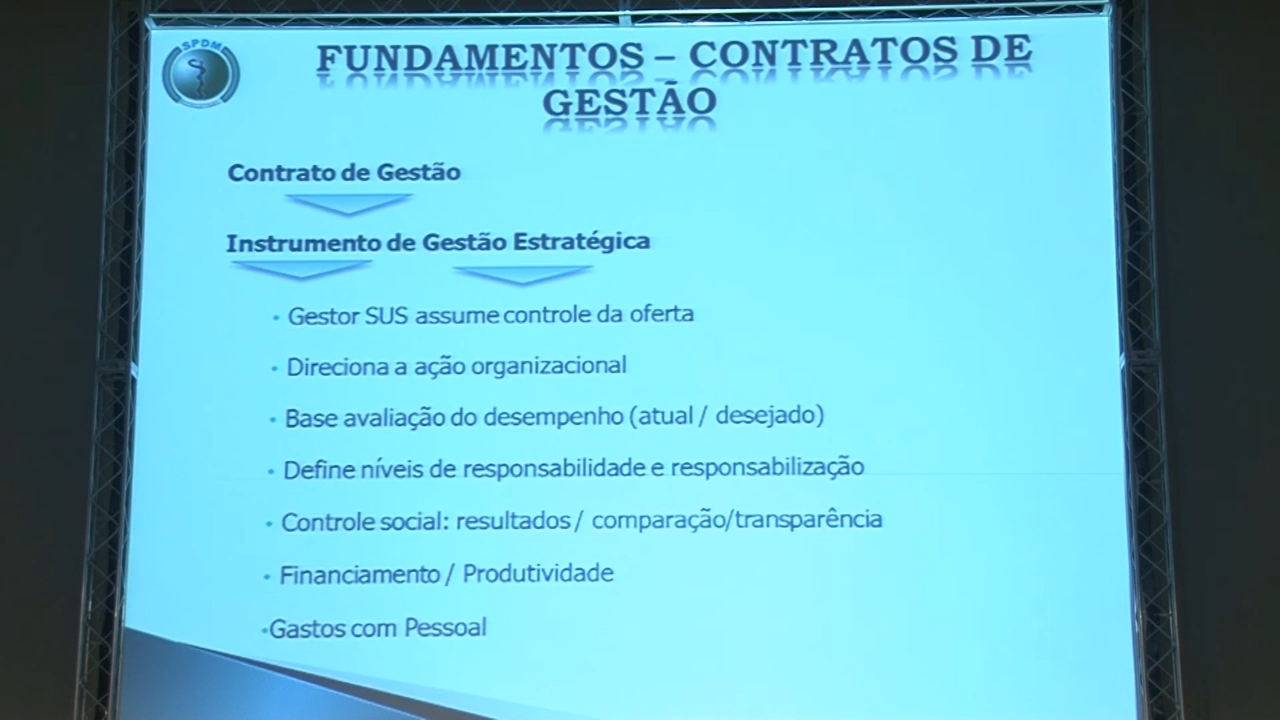 SPDM
FUNDAMENTOS – CONTRATOS DE
GESTÃO
Contrato de Gestão
Instrumento de Gestão Estratégica
• Gestor SUS assume controle da oferta
• Direciona a ação organizacional
• Base avaliação do desempenho (atual / desejado)
• Define níveis de responsabilidade e responsabilização
• Controle social: resultados / comparação/transparência
• Financiamento / Produtividade
•Gastos com Pessoal